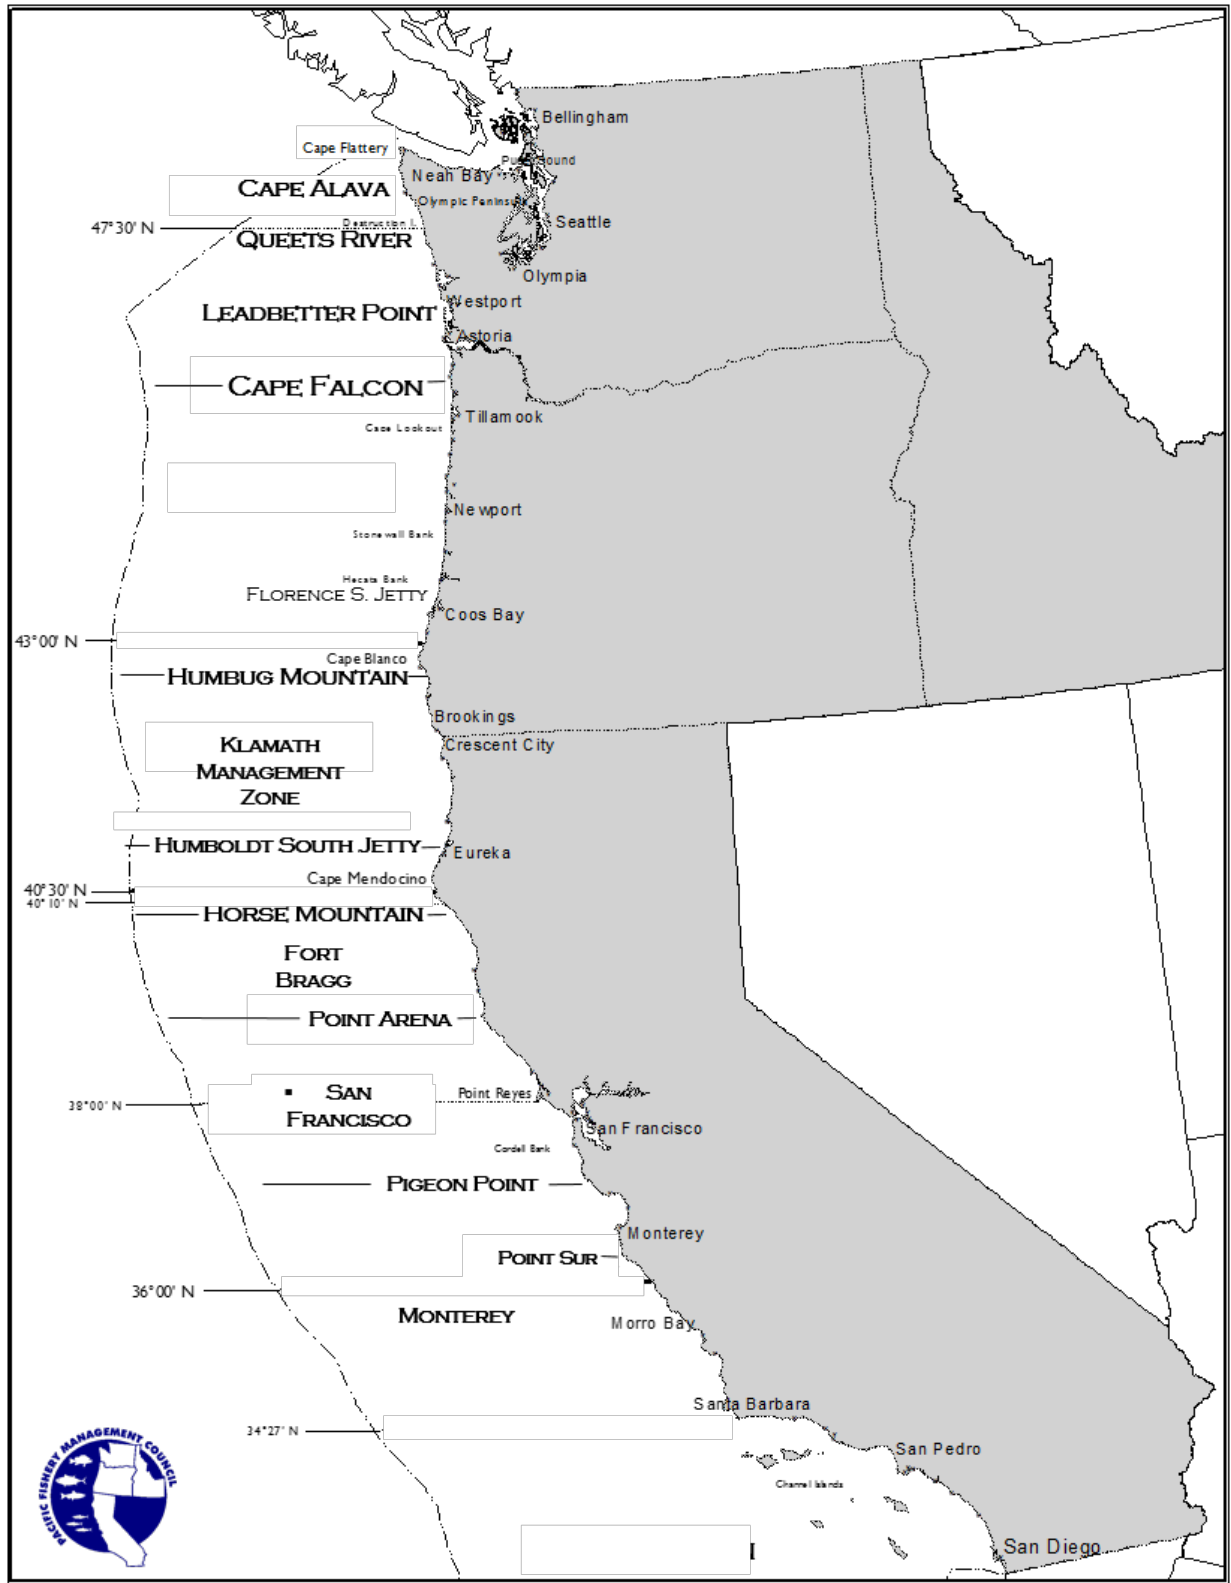 Bellingham
Cape Flattery
Puget Sound
Neah Bay
CAPE ALAVA
Olympic Peninsula
47°30' N
Destruction I.
Seattle
QUEETS RIVER
Olympia
Westport
LEADBETTER POINT
Astoria
CAPE FALCON
Tillamook
Cape Lookout
Newport
Stonewall Bank
Heceta Bank
FLORENCE S. JETTY
Coos Bay
43°00' N
Cape Blanco
HUMBUG MOUNTAIN
Brookings
KLAMATH
MANAGEMENT
ZONE
Crescent City
HUMBOLDT SOUTH JETTY
Eureka
Cape Mendocino
40°30' N
40°10' N
HORSE MOUNTAIN
FORT
BRAGG
POINT ARENA
SAN
FRANCISCO
Point Reyes
38°00' N
San Francisco
Cordell Bank
PIGEON POINT
Monterey
POINT SUR
36°00' N
MONTEREY
Morro Bay
Santa Barbara
34°27' N
San Pedro
Channel Islands
San Diego
PACIFIC FISHERY MANAGEMENT COUNCIL